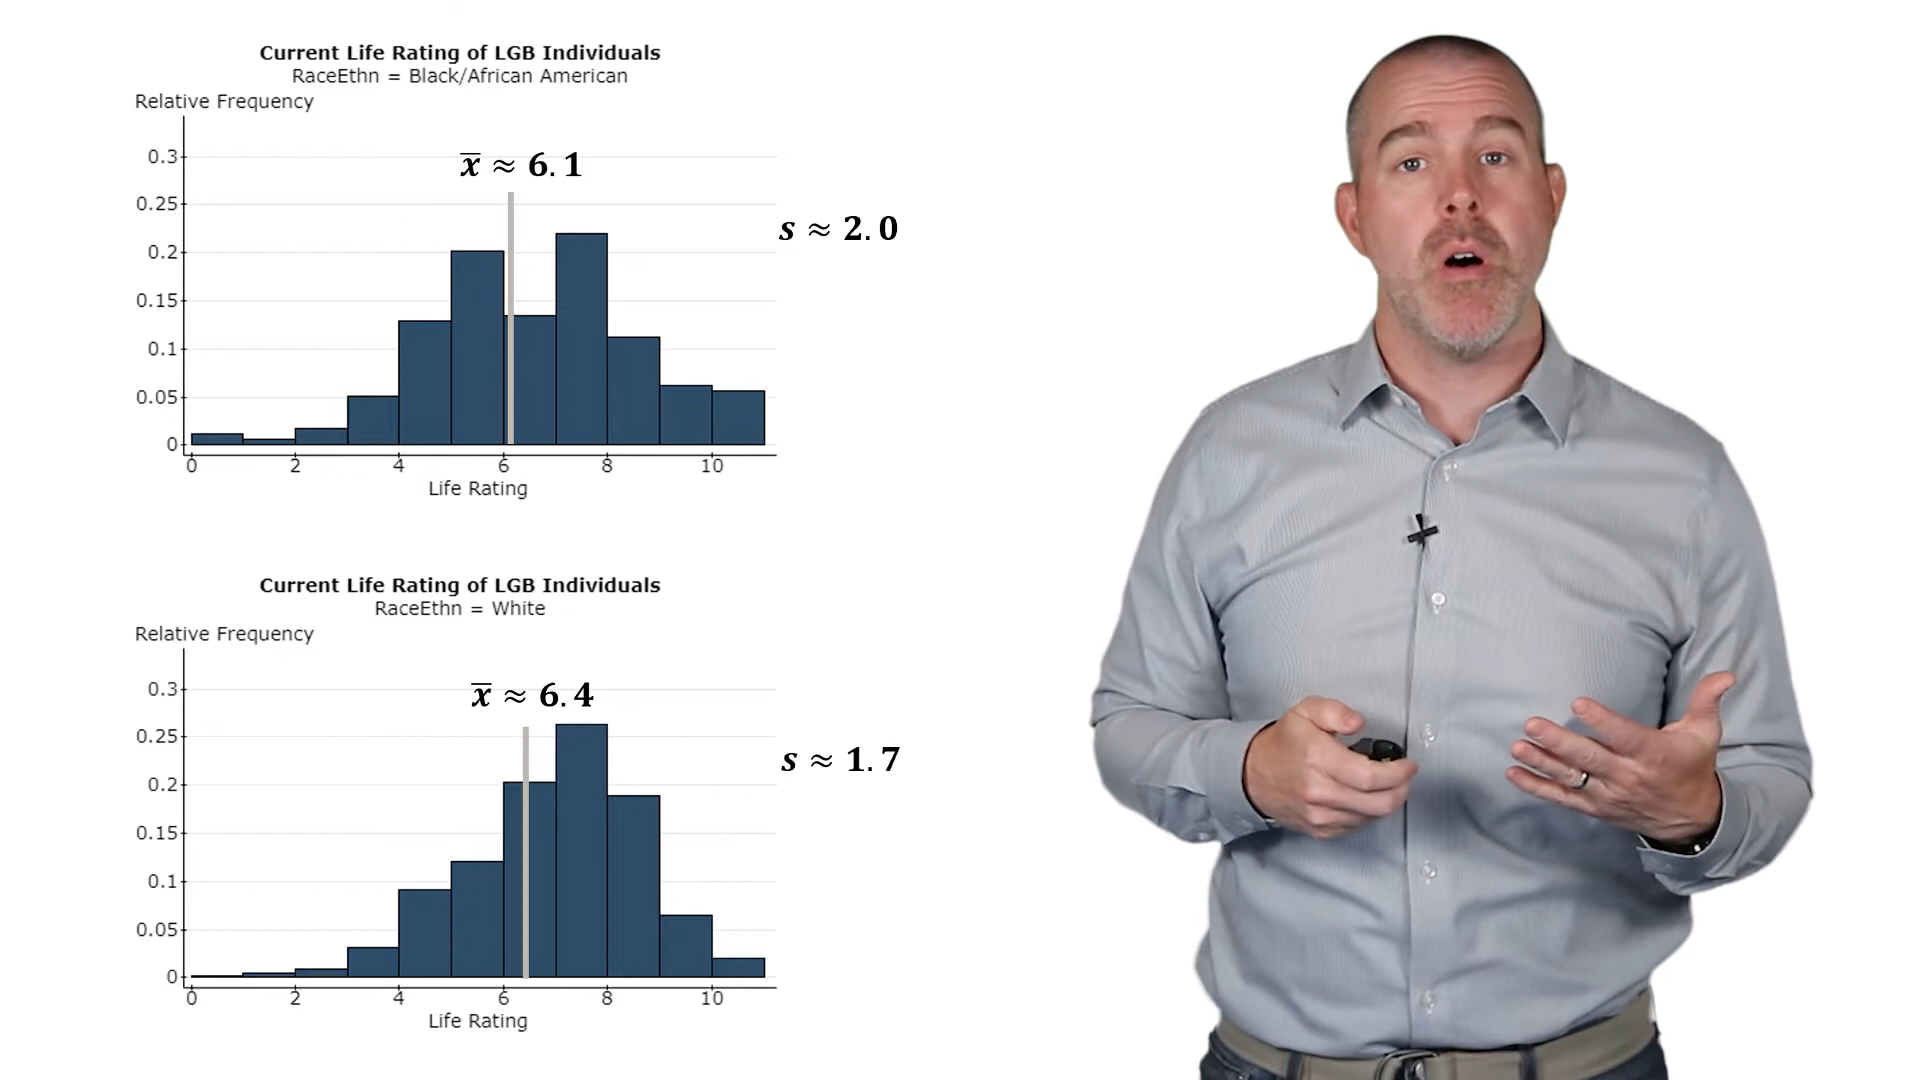 Current Life Rating of LGB Individuals
RaceEthn = Black/African American
Relative Frequency
x̅ ≈ 6.1
s ≈ 2.0
0.3
0.25
0.2
0.15
0.1
0.05
0
0 2 4 6 8 10
Life Rating
Current Life Rating of LGB Individuals
RaceEthn = White
Relative Frequency
x̅ ≈ 6.4
s ≈ 1.7
0.3
0.25
0.2
0.15
0.1
0.05
0
0 2 4 6 8 10
Life Rating